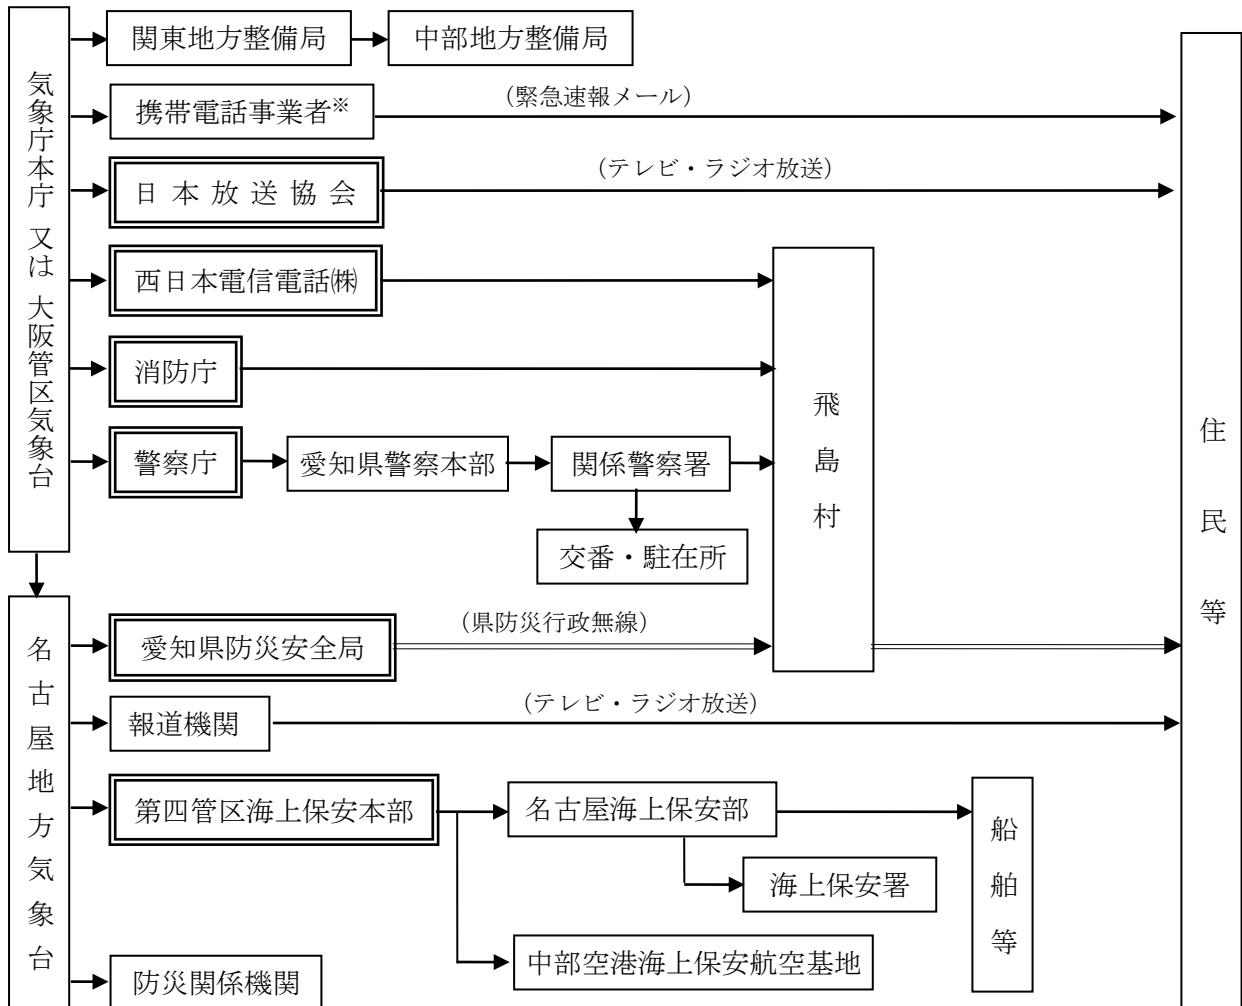 気象庁本庁又は大阪管区気象台
関東地方整備局
中部地方整備局
携帯電話事業者※
(緊急速報メール)
日本放送協会
(テレビ・ラジオ放送)
西日本電信電話㈱
消防庁
警察庁
愛知県警察本部
関係警察署
交番・駐在所
飛島村
住民等
名古屋地方気象台
愛知県防災安全局
(県防災行政無線)
報道機関
(テレビ・ラジオ放送)
第四管区海上保安本部
名古屋海上保安部
海上保安署
船舶等
中部空港海上保安航空基地
防災関係機関